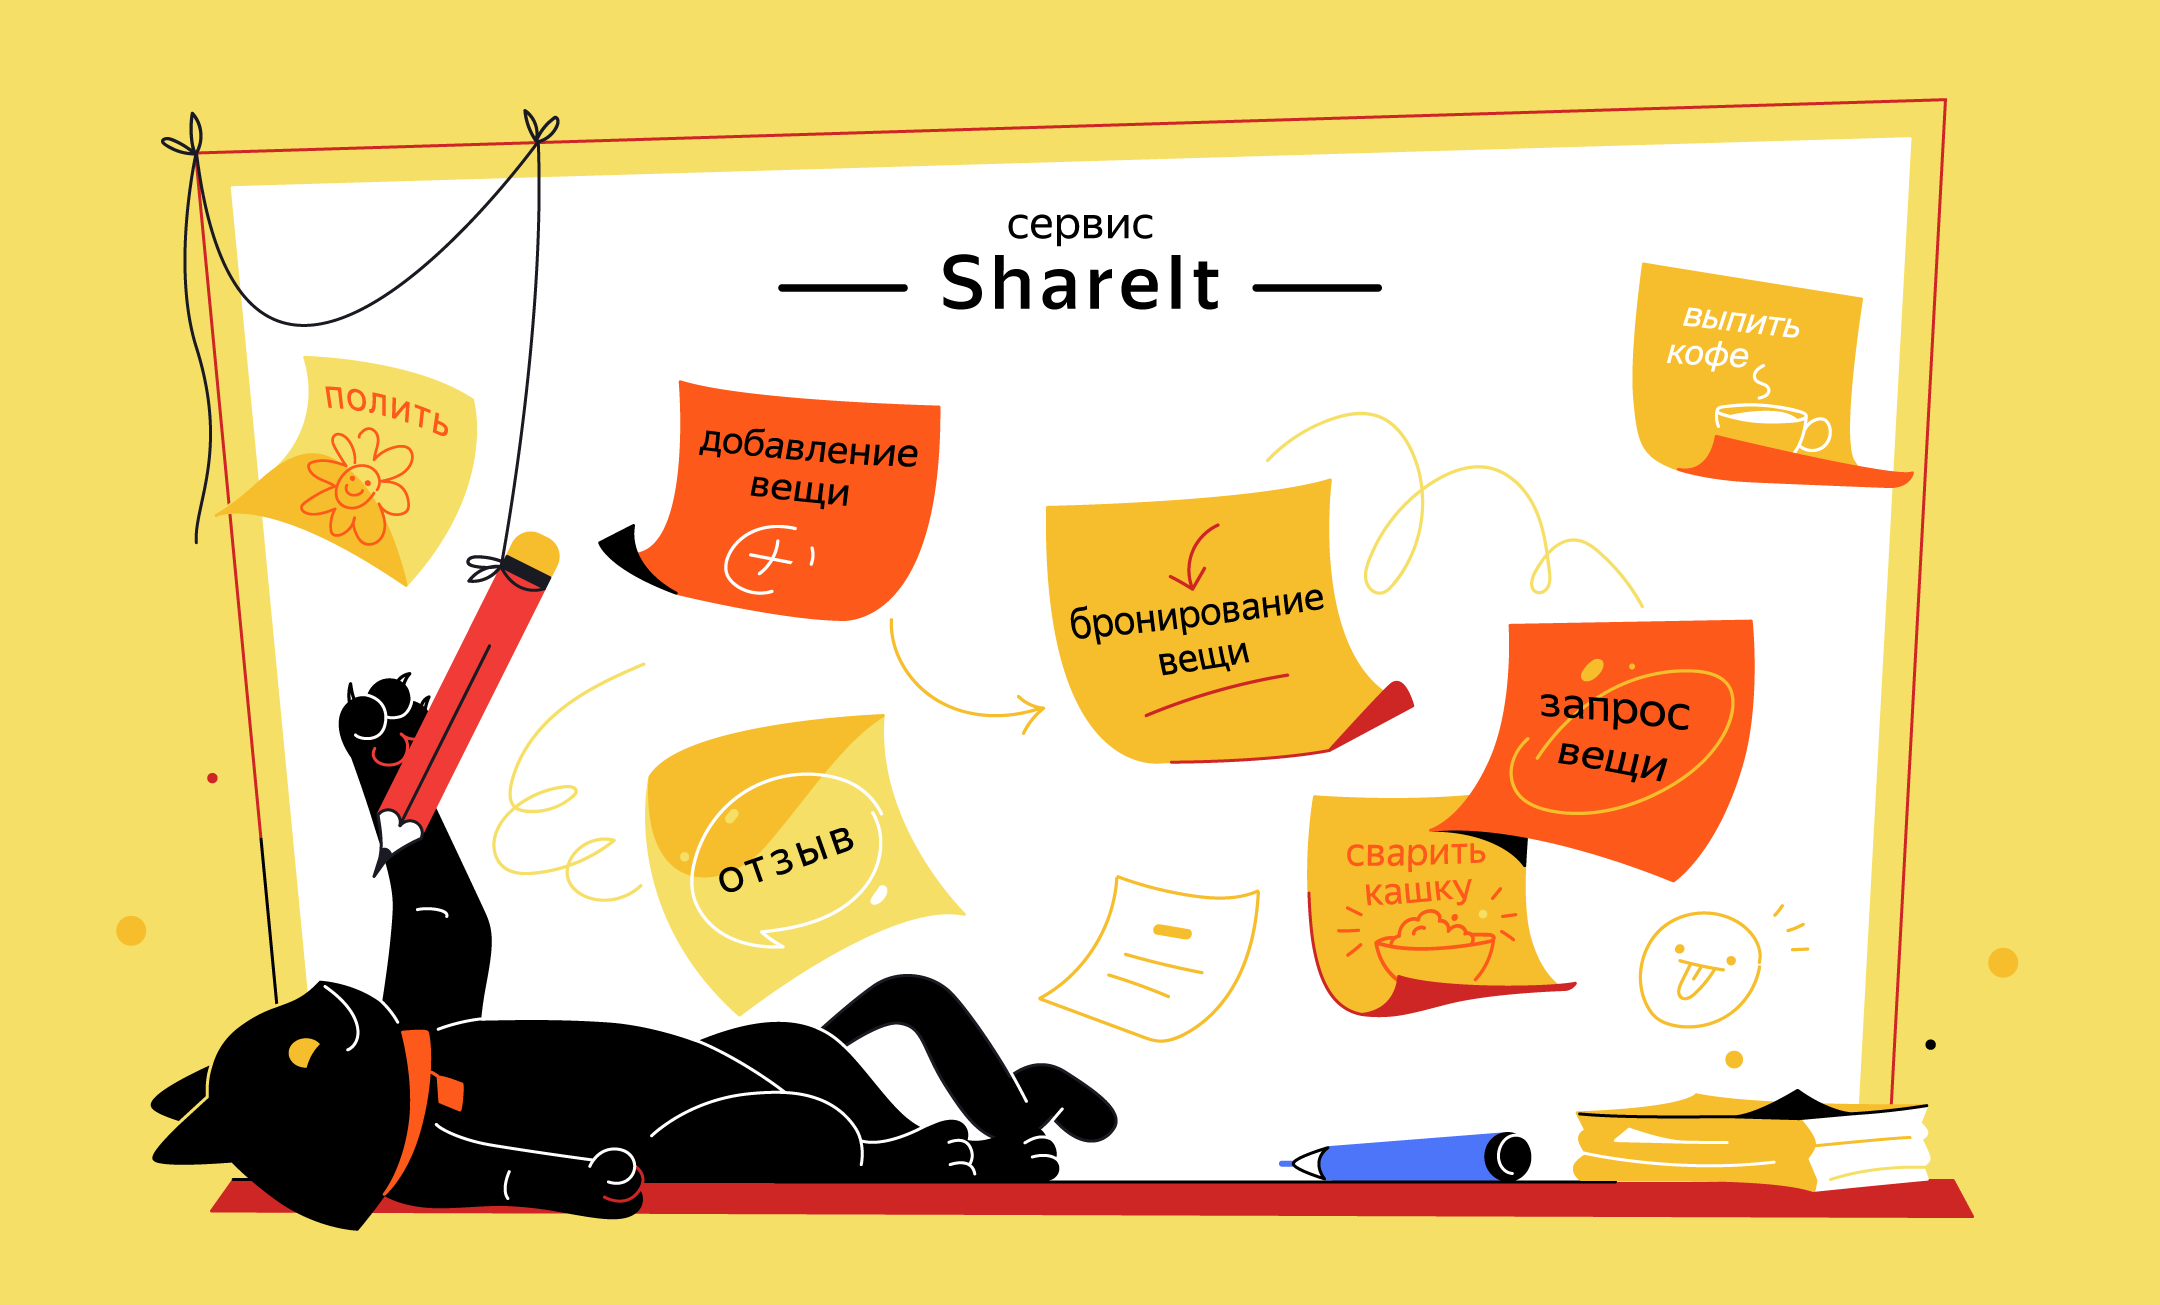 сервис
ShareIt
выпить
кофе
полить
добавление
вещи
бронирование
вещи
запрос
вещи
отзыв
сварить
кашку